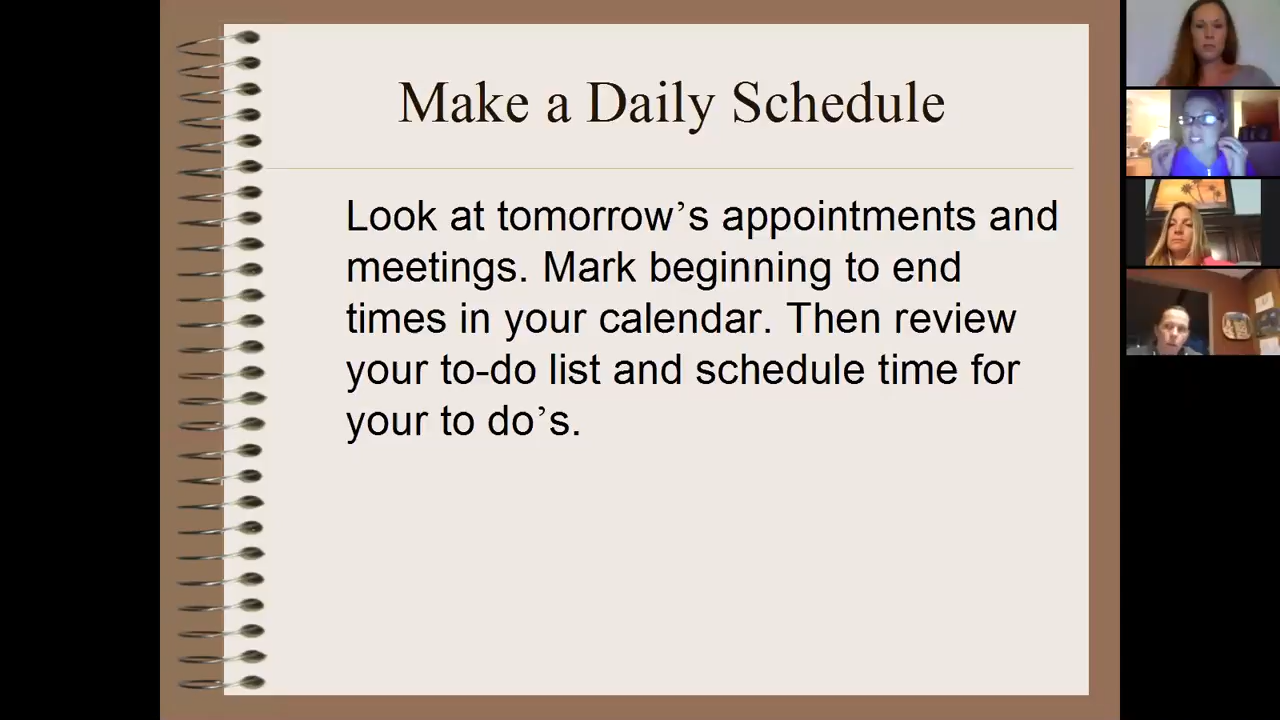 Make a Daily Schedule
Look at tomorrow’s appointments and
meetings. Mark beginning to end
times in your calendar. Then review
your to-do list and schedule time for
your to do’s.